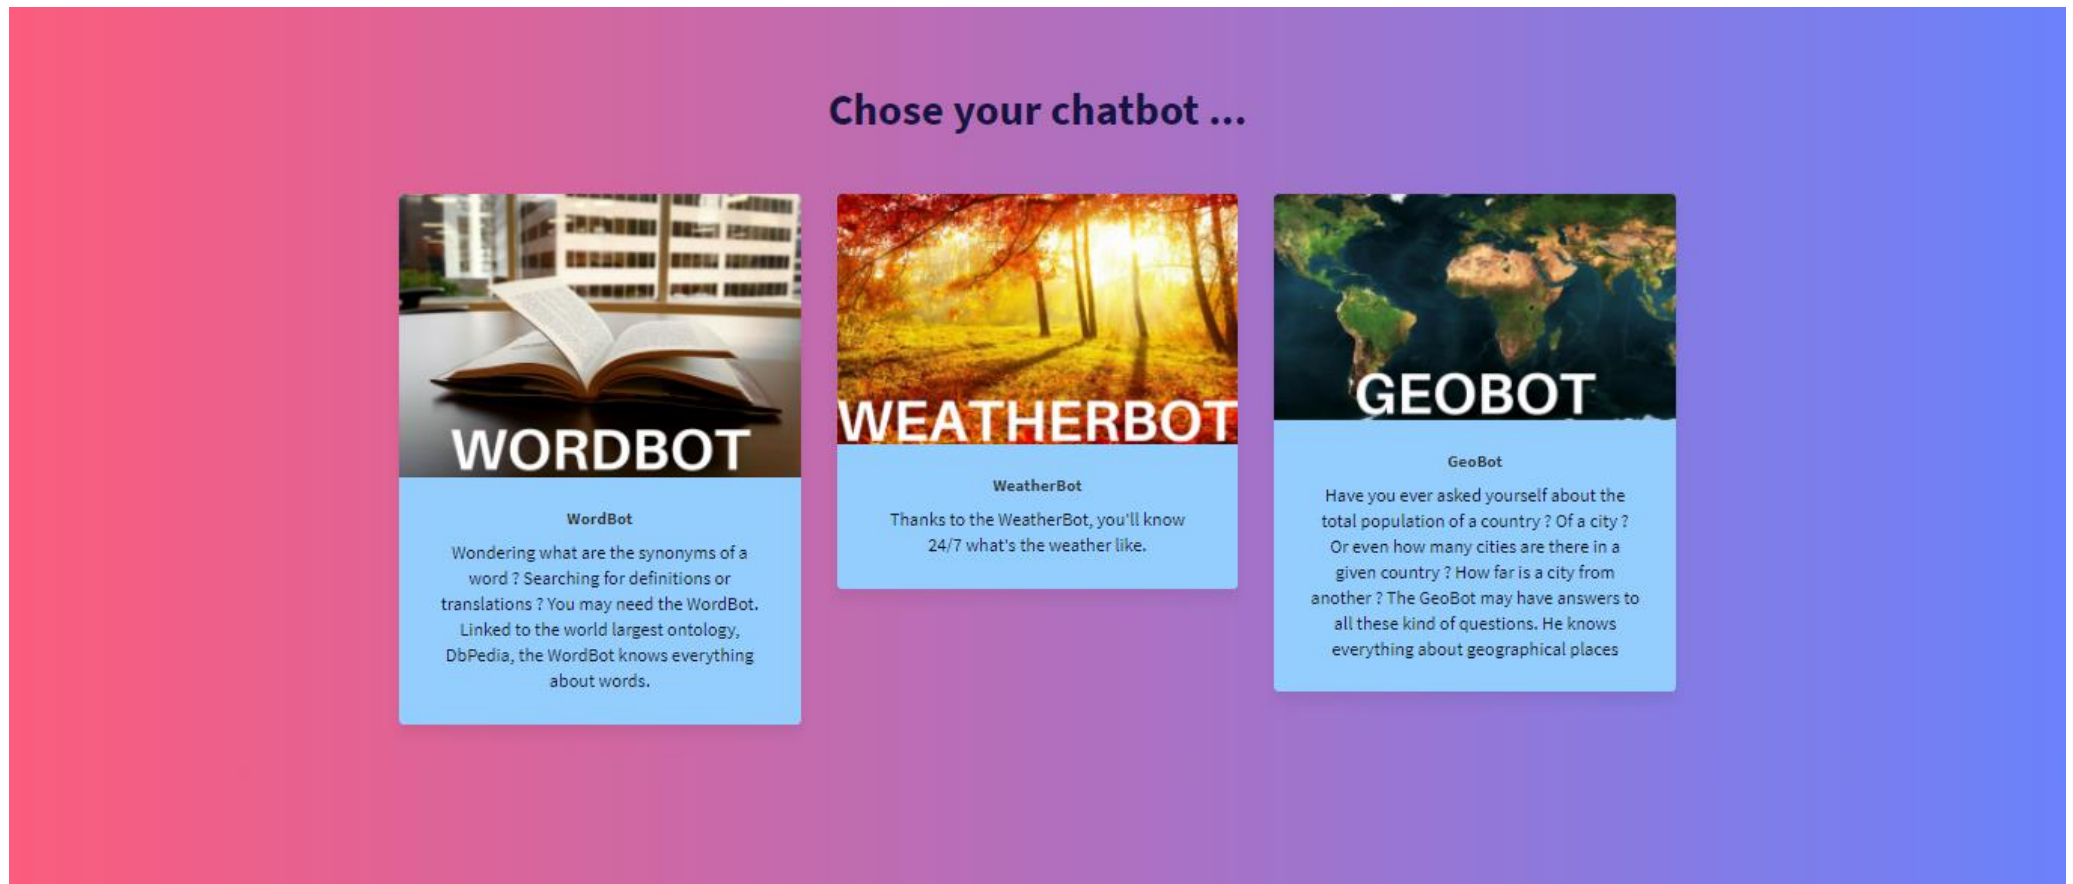 Chose your chatbot ...
WORDBOT
WordBot
Wondering what are the synonyms of a
word ? Searching for definitions or
translations ? You may need the WordBot.
Linked to the world largest ontology,
DbPedia, the WordBot knows everything
about words.
WEATHERBOT
WeatherBot
Thanks to the WeatherBot, you'll know
24/7 what's the weather like.
GEOBOT
GeoBot
Have you ever asked yourself about the
total population of a country ? Of a city ?
Or even how many cities are there in a
given country ? How far is a city from
another ? The GeoBot may have answers to
all these kind of questions. He knows
everything about geographical places